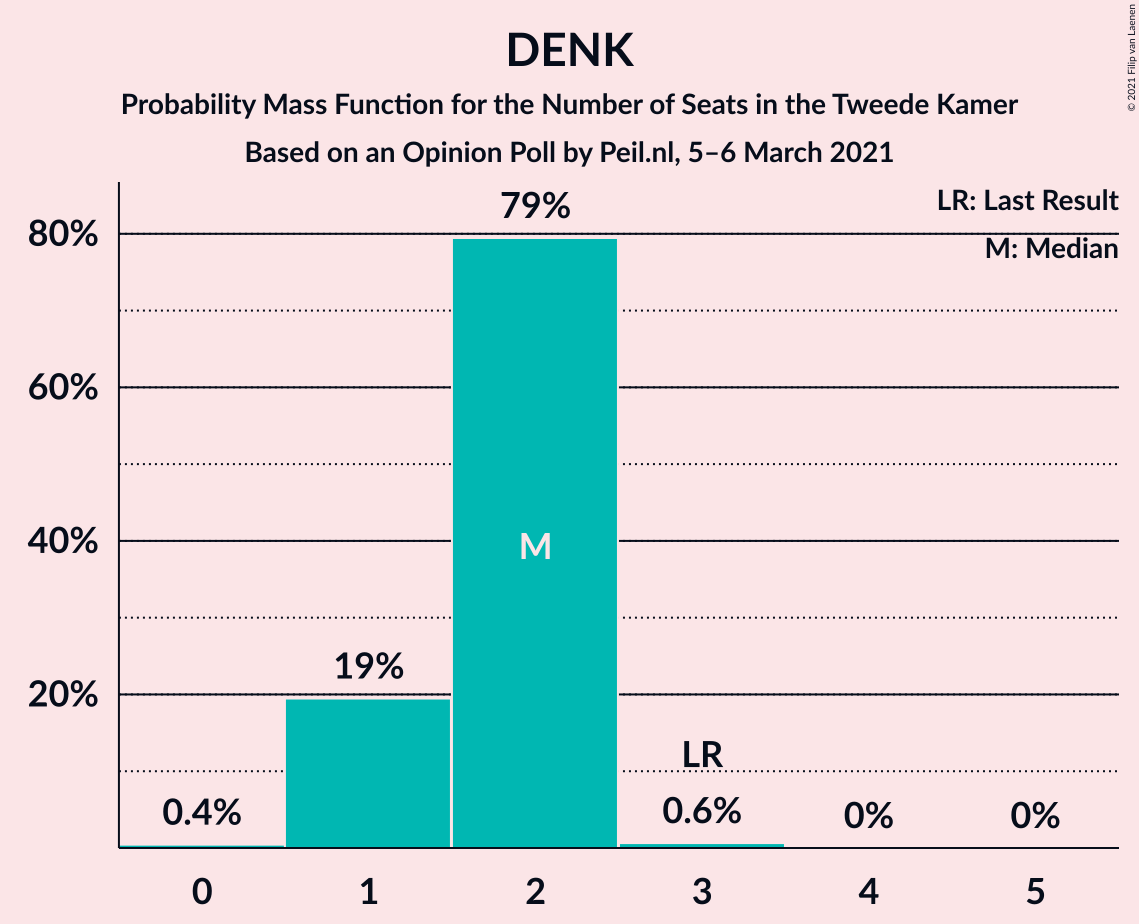 DENK
Probability Mass Function for the Number of Seats in the Tweede Kamer
Based on an Opinion Poll by Peil.nl, 5–6 March 2021
© 2021 Filip van Laenen
LR: Last Result
M: Median
80%
60%
40%
20%
0.4%
19%
79%
M
LR
0.6%
0%
0%
0
1
2
3
4
5